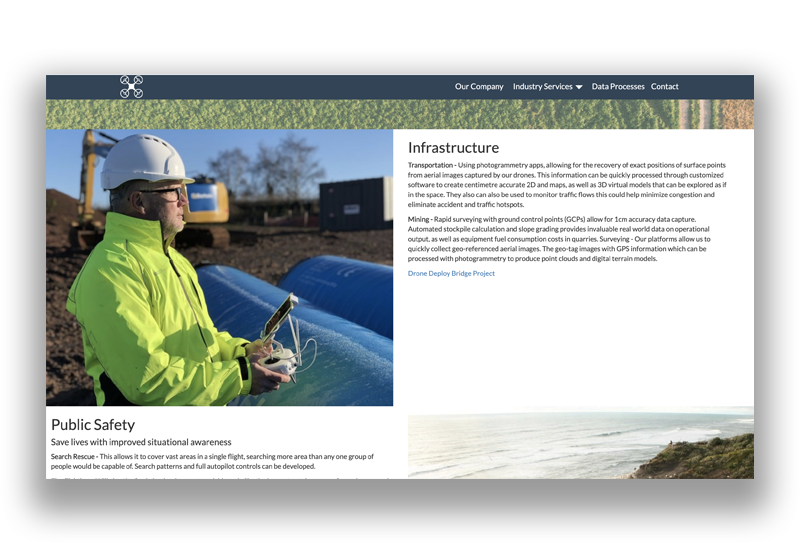 Our Company Industry Services Data Processes Contact
Infrastructure
Transportation - Using photogrammetry apps, allowing for the recovery of exact positions of surface points
from aerial images captured by our drones. This information can be quickly processed through customized
software to create centimetre accurate 2D and maps, as well as 3D virtual models that can be explored as if
in the space. They also can also be used to monitor traffic flows this could help minimize congestion and
eliminate accident and traffic hotspots.
Mining - Rapid surveying with ground control points (GCPs) allow for 1cm accuracy data capture.
Automated stockpile calculation and slope grading provides invaluable real world data on operational
output, as well as equipment fuel consumption costs in quarries. Surveying - Our platforms allow us to
quickly collect geo-referenced aerial images. The geo-tag images with GPS information which can be
processed with photogrammetry to produce point clouds and digital terrain models.
Drone Deploy Bridge Project
Public Safety
Save lives with improved situational awareness
Search Rescue - This allows it to cover vast areas in a single flight, searching more area than any one group of
people would be capable of. Search patterns and full autopilot controls can be developed.